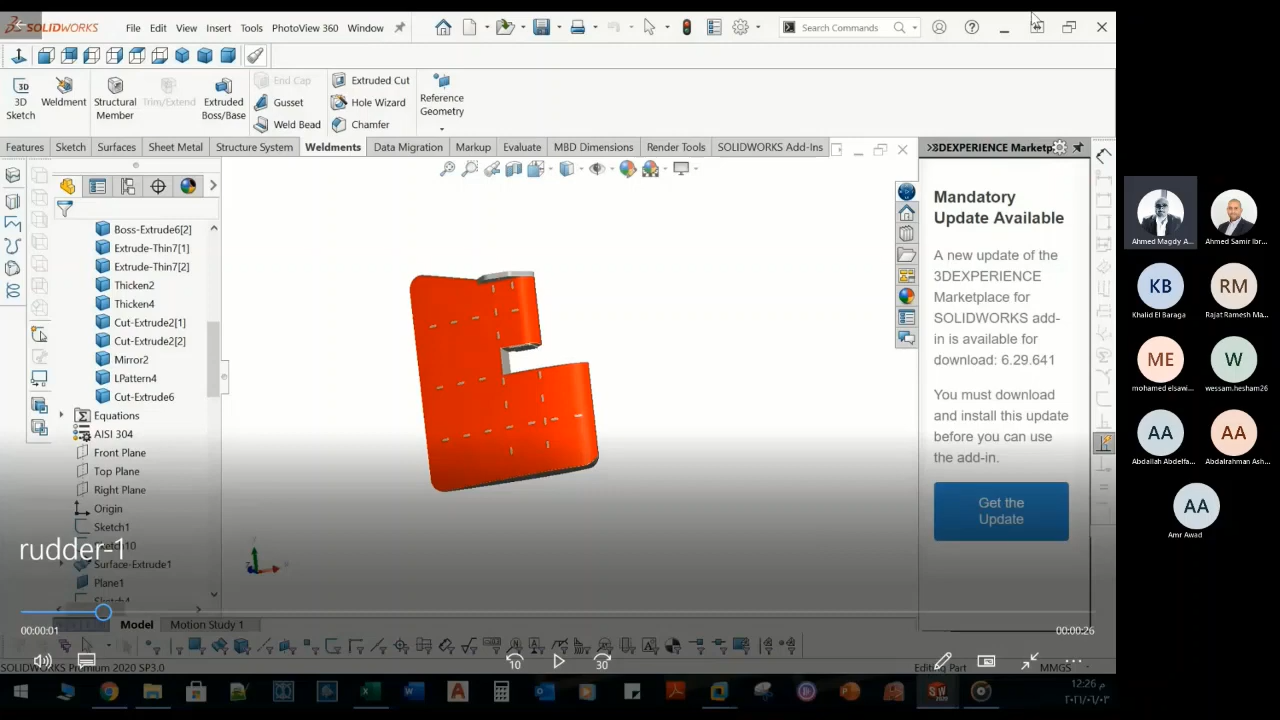 SOLIDWORKS File Edit View Insert Tools PhotoView 360 Window Search Commands
3D Sketch
Weldment
Structural Member
Trim/Extend
Extruded Boss/Base
End Cap
Gusset
Weld Bead
Extruded Cut
Hole Wizard
Chamfer
Reference Geometry
Features Sketch Surfaces Sheet Metal Structure System Weldments Data Migration Markup Evaluate MBD Dimensions Render Tools SOLIDWORKS Add-Ins
3DEXPERIENCE Marketp
Boss-Extrude6[2]
Extrude-Thin7[1]
Extrude-Thin7[2]
Thicken2
Thicken4
Cut-Extrude2[1]
Cut-Extrude2[2]
Mirror2
LPattern4
Cut-Extrude6
Equations
AISI 304
Front Plane
Top Plane
Right Plane
Origin
Sketch1
Sketch10
Surface-Extrude1
Plane1
Mandatory
Update Available
A new update of the
3DEXPERIENCE
Marketplace for
SOLIDWORKS add-
in is available for
download: 6.29.641
You must download
and install this update
before you can use
the add-in.
Get the
Update
rudder-1
00:00:01
00:00:26
Model Motion Study 1
10
30
SOLIDWORKS Premium 2020 SP3.0
Editing Part
MMGS
12:26 م
٢٠٢١/٠٦/٠٣
Ahmed Magdy A...
Ahmed Samir Ibr...
KB
Khalid El Baraga
RM
Rajat Ramesh Ma...
ME
mohamed elsawi...
W
wessam.hesham26
AA
Abdallah Abdelfa...
AA
Abdalrahman Ash...
AA
Amr Awad